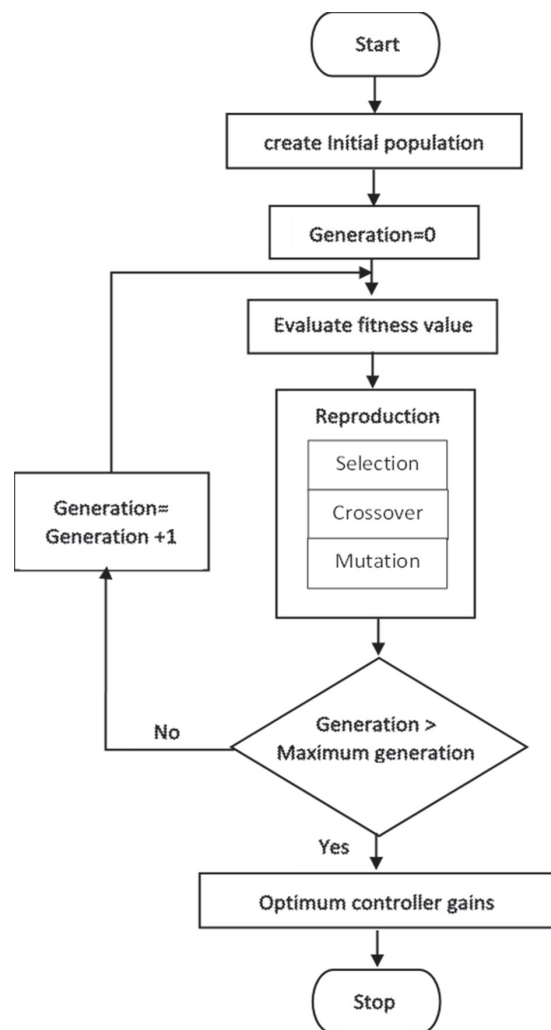 Start
create Initial population
Generation=0
Evaluate fitness value
Reproduction
Selection
Crossover
Mutation
Generation=
Generation +1
Generation >
Maximum generation
No
Yes
Optimum controller gains
Stop